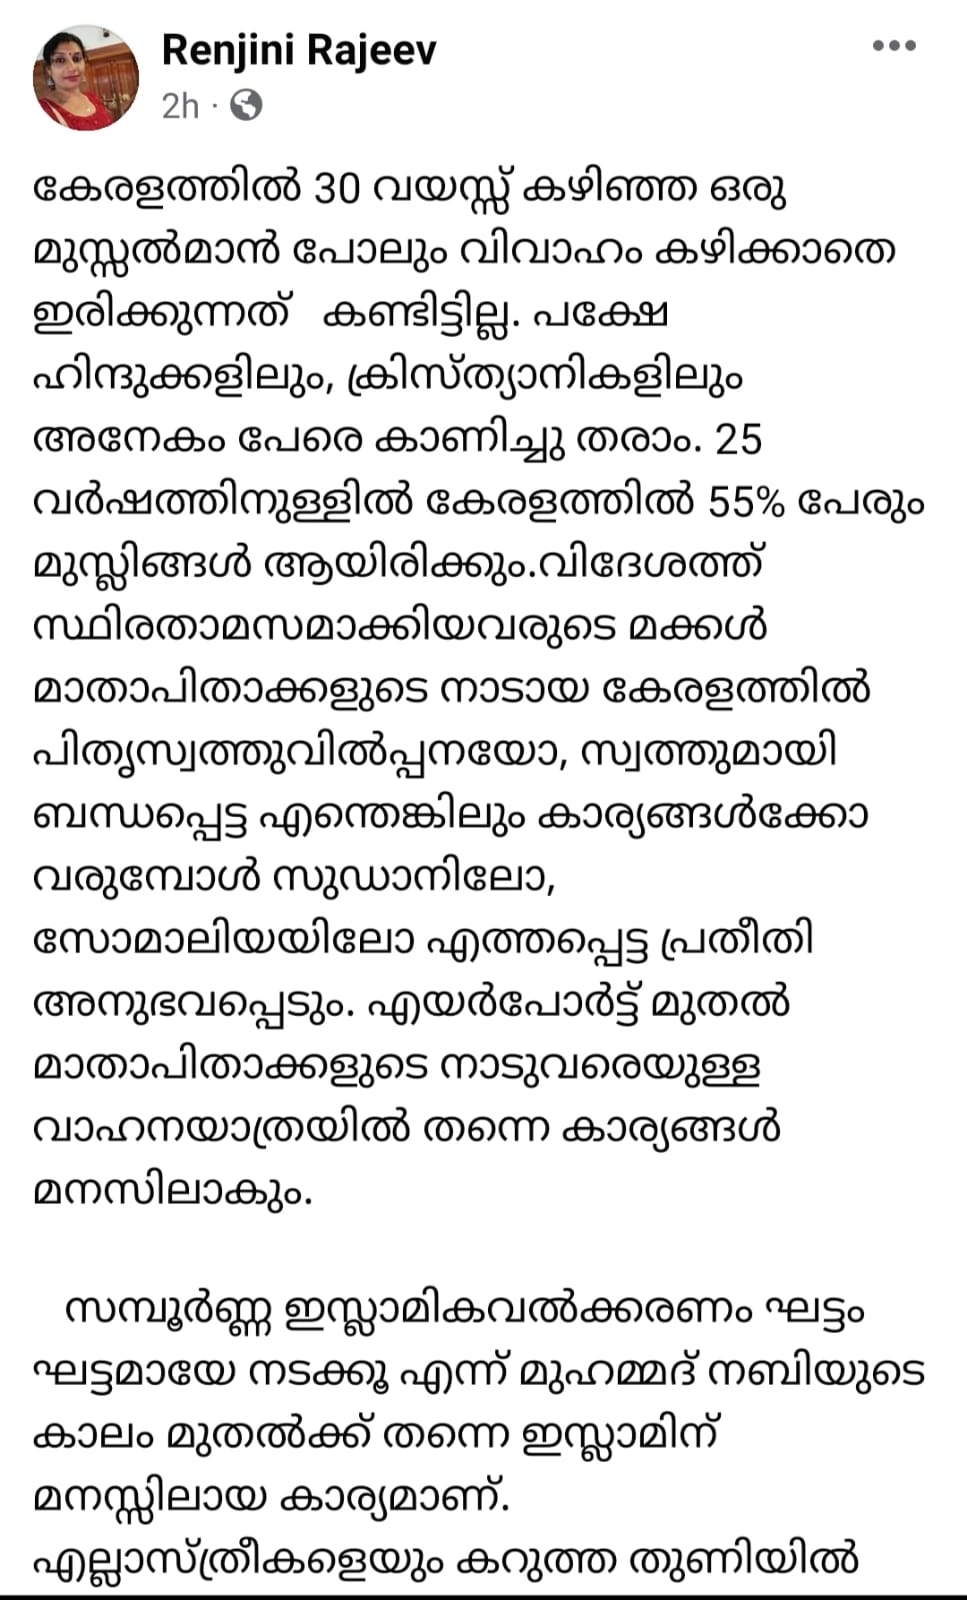 Renjini Rajeev
2h ·
കേരളത്തിൽ 30 വയസ്സ് കഴിഞ്ഞ ഒരു
മുസ്സൽമാൻ പോലും വിവാഹം കഴിക്കാതെ
ഇരിക്കുന്നത് കണ്ടിട്ടില്ല. പക്ഷേ
ഹിന്ദുക്കളിലും, ക്രിസ്ത്യാനികളിലും
അനേകം പേരെ കാണിച്ചു തരാം. 25
വർഷത്തിനുള്ളിൽ കേരളത്തിൽ 55% പേരും
മുസ്ലിങ്ങൾ ആയിരിക്കും.വിദേശത്ത്
സ്ഥിരതാമസമാക്കിയവരുടെ മക്കൾ
മാതാപിതാക്കളുടെ നാടായ കേരളത്തിൽ
പിതൃസ്വത്തുവിൽപ്പനയോ, സ്വത്തുമായി
ബന്ധപ്പെട്ട എന്തെങ്കിലും കാര്യങ്ങൾക്കോ
വരുമ്പോൾ സുഡാനിലോ,
സോമാലിയയിലോ എത്തപ്പെട്ട പ്രതീതി
അനുഭവപ്പെടും. എയർപോർട്ട് മുതൽ
മാതാപിതാക്കളുടെ നാടുവരെയുള്ള
വാഹനയാത്രയിൽ തന്നെ കാര്യങ്ങൾ
മനസിലാകും.
സമ്പൂർണ്ണ ഇസ്ലാമികവൽക്കരണം ഘട്ടം
ഘട്ടമായേ നടക്കൂ എന്ന് മുഹമ്മദ് നബിയുടെ
കാലം മുതൽക്ക് തന്നെ ഇസ്ലാമിന്
മനസ്സിലായ കാര്യമാണ്.
എല്ലാസ്ത്രീകളെയും കറുത്ത തുണിയിൽ